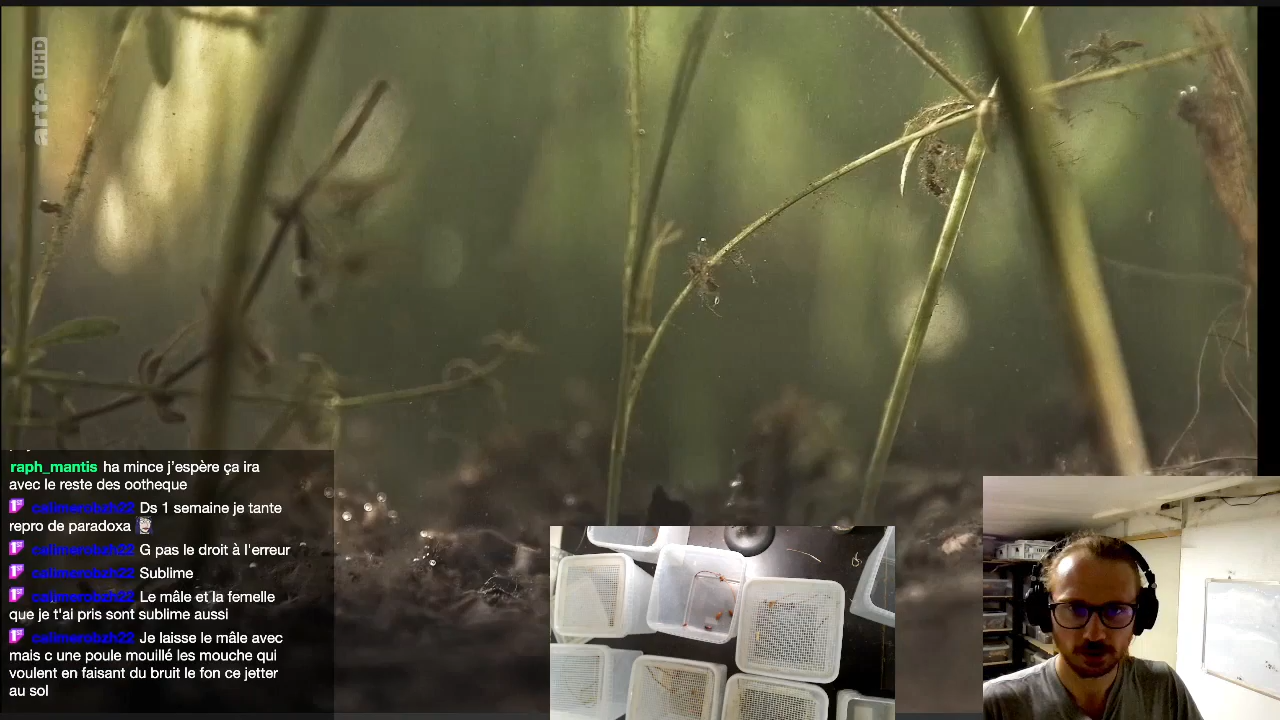 arte UHD
raph_mantis ha mince j'espère ça ira
avec le reste des ootheque
calimerobzh22 Ds 1 semaine je tante
repro de paradoxa
calimerobzh22 G pas le droit à l'erreur
calimerobzh22 Sublime
calimerobzh22 Le mâle et la femelle
que je t'ai pris sont sublime aussi
calimerobzh22 Je laisse le mâle avec
mais c une poule mouillé les mouche qui
voulent en faisant du bruit le fon ce jetter
au sol